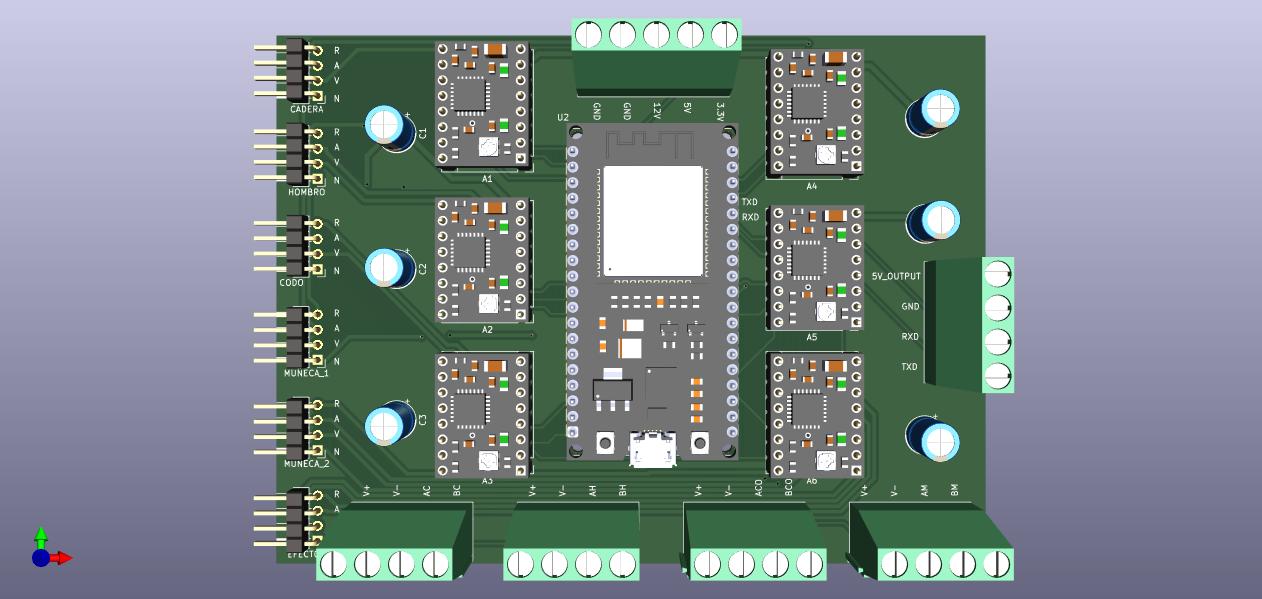 GND GND 12V 5V 3.3V
U2
R
A
V
N
CADERA
C1
A1
A4
R
A
V
N
HOMBRO
TXD
RXD
R
A
V
N
CODO
C2
A2
A5
5V_OUTPUT
GND
RXD
TXD
R
A
V
N
MUNECA_1
R
A
V
N
MUNECA_2
C3
A3
A6
R
A
V+ V- AC BC
V+ V- AH BH
V+ V- ACO BCO
V+ V- AM BM